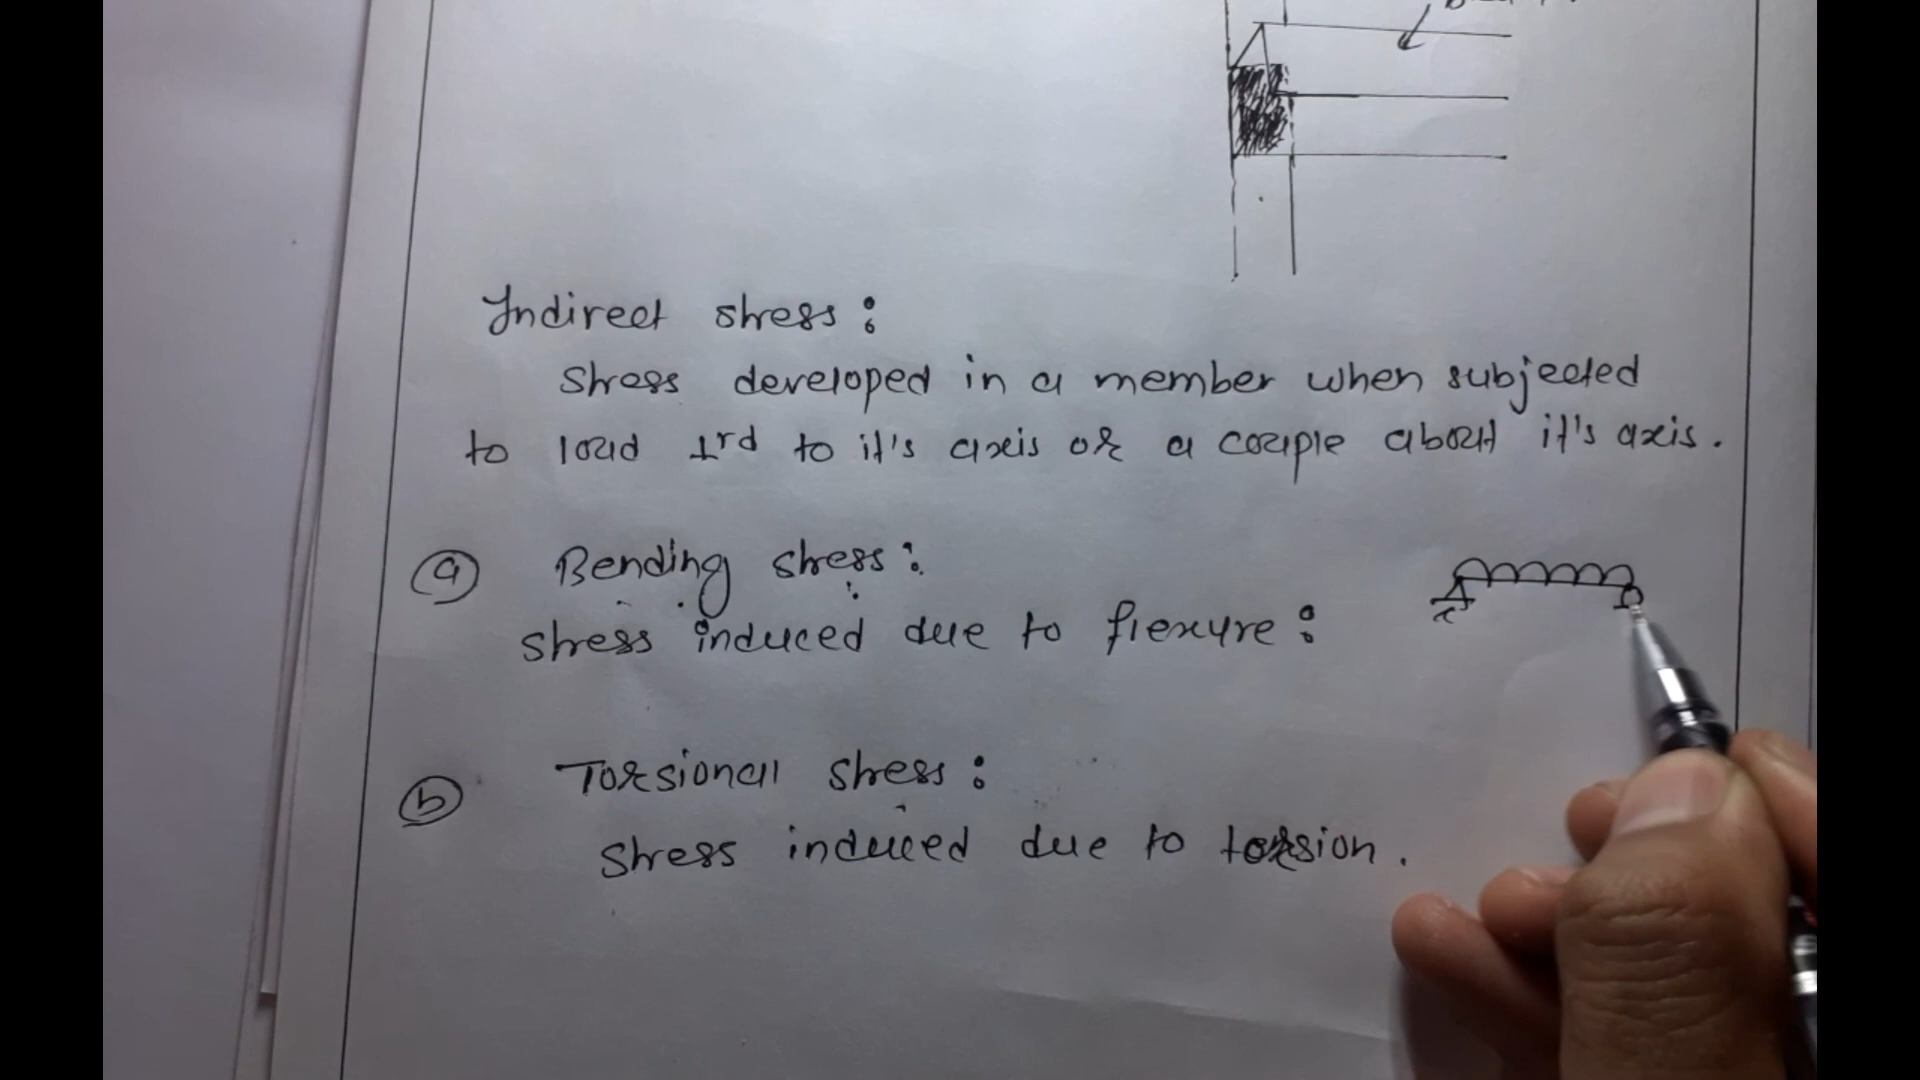 Indirect stress:
Stress developed in a member when subjected
to load ⊥rd to it's axis or a couple about it's axis.
(a) Bending stress:
stress induced due to flexure:
(b) Torsional stress:
stress induced due to torsion.